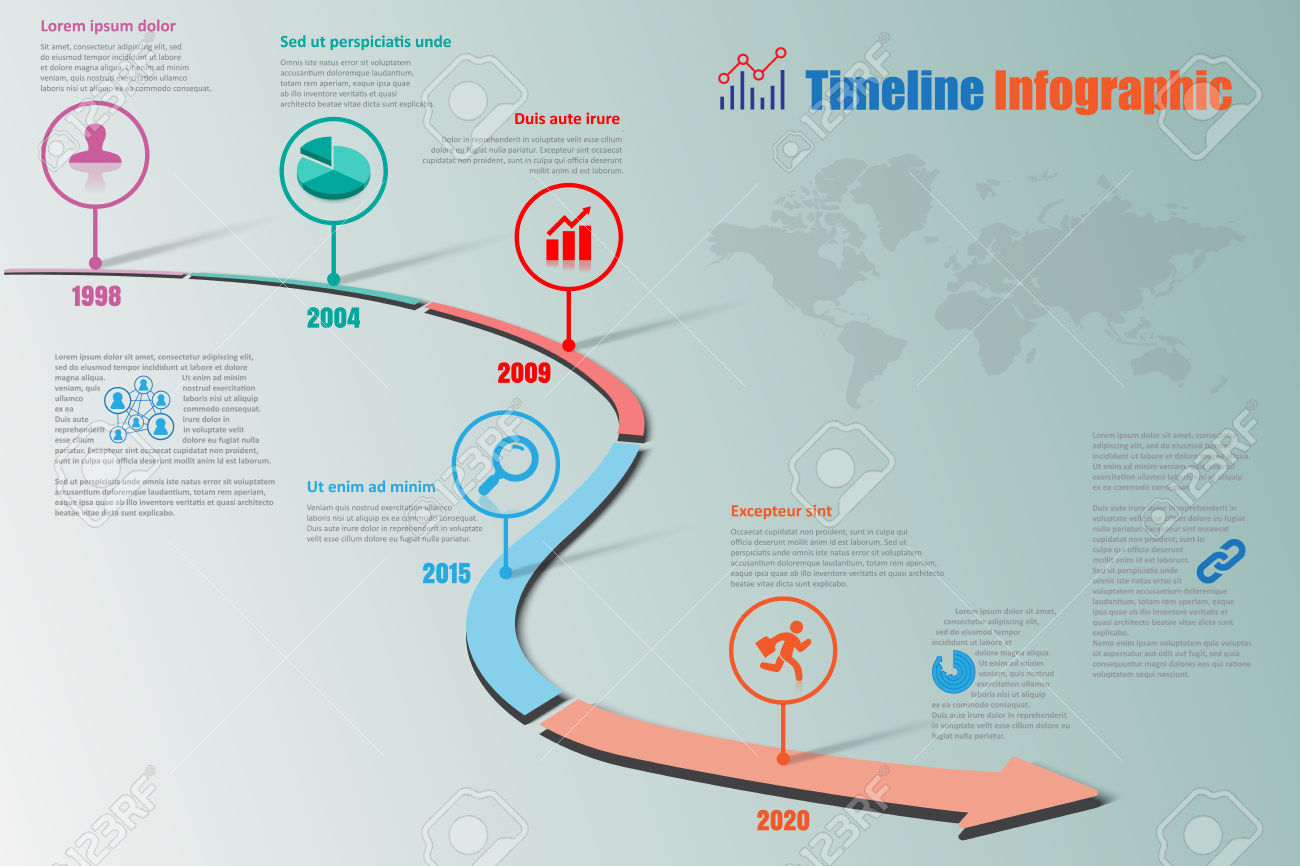 Lorem ipsum dolor
Sit amet, consectetur adipiscing elit, sed
do eiusmod tempor incididunt ut labore
et dolore magna aliqua. Ut enim ad minim
veniam, quis nostrud exercitation ullamco
laboris nisi ut aliquip ex ea commodo consequat.
Sed ut perspiciatis unde
Omnis iste natus error sit voluptatem
accusantium doloremque laudantium,
totam rem aperiam, eaque ipsa quae
ab illo inventore veritatis et quasi
architecto beatae vitae dicta sunt explicabo.
Duis aute irure
Dolor in reprehenderit in voluptate velit esse cillum
dolore eu fugiat nulla pariatur. Excepteur sint occaecat
cupidatat non proident, sunt in culpa qui officia deserunt
mollit anim id est laborum.
Timeline Infographic
1998
2004
2009
Lorem ipsum dolor sit amet, consectetur adipiscing elit,
sed do eiusmod tempor incididunt ut labore et dolore
magna aliqua. Ut enim ad minim
veniam, quis nostrud exercitation
ullamco laboris nisi ut aliquip
ex ea commodo consequat.
Duis aute irure dolor in
reprehenderit in voluptate velit
esse cillum dolore eu fugiat nulla
pariatur. Excepteur sint occaecat cupidatat non proident,
sunt in culpa qui officia deserunt mollit anim id est laborum.
Sed ut perspiciatis unde omnis iste natus error sit voluptatem
accusantium doloremque laudantium, totam rem aperiam,
eaque ipsa quae ab illo inventore veritatis et quasi architecto
beatae vitae dicta sunt explicabo.
Ut enim ad minim
Veniam quis nostrud exercitation ullamco
laboris nisi ut aliquip ex ea commodo consequat.
Duis aute irure dolor in reprehenderit in voluptate
velit esse cillum dolore eu fugiat nulla pariatur.
2015
Excepteur sint
Occaecat cupidatat non proident, sunt in culpa qui
officia deserunt mollit anim id est laborum. Sed ut
perspiciatis unde omnis iste natus error sit voluptatem
accusantium doloremque laudantium, totam rem aperiam,
eaque ipsa quae ab illo inventore veritatis et quasi architecto
beatae vitae dicta sunt explicabo.
2020
Lorem ipsum dolor sit amet,
consectetur adipiscing elit,
sed do eiusmod tempor
incididunt ut labore et
dolore magna aliqua.
Ut enim ad minim
veniam, quis nostrud
exercitation ullamco
laboris nisi ut aliquip
ex ea commodo consequat.
Duis aute irure dolor in reprehenderit
in voluptate velit esse cillum dolore eu
fugiat nulla pariatur.
Lorem ipsum dolor sit amet, consectetur
adipiscing elit, sed do eiusmod tempor
incididunt ut labore et dolore magna aliqua.
Ut enim ad minim veniam, quis nostrud
exercitation ullamco laboris nisi ut aliquip
ex ea commodo consequat.
Duis aute irure dolor in reprehenderit in
voluptate velit esse cillum dolore eu fugiat
nulla pariatur. Excepteur sint occaecat
cupidatat non proident, sunt in
culpa qui officia deserunt
mollit anim id est laborum.
Sed ut perspiciatis unde
omnis iste natus error sit
voluptatem accusantium doloremque
laudantium, totam rem aperiam, eaque
ipsa quae ab illo inventore veritatis et
quasi architecto beatae vitae dicta sunt
explicabo.
Nemo enim ipsam voluptatem quia voluptas
sit aspernatur aut odit aut fugit, sed quia
consequuntur magni dolores eos qui ratione
voluptatem sequi nesciunt.
123RF